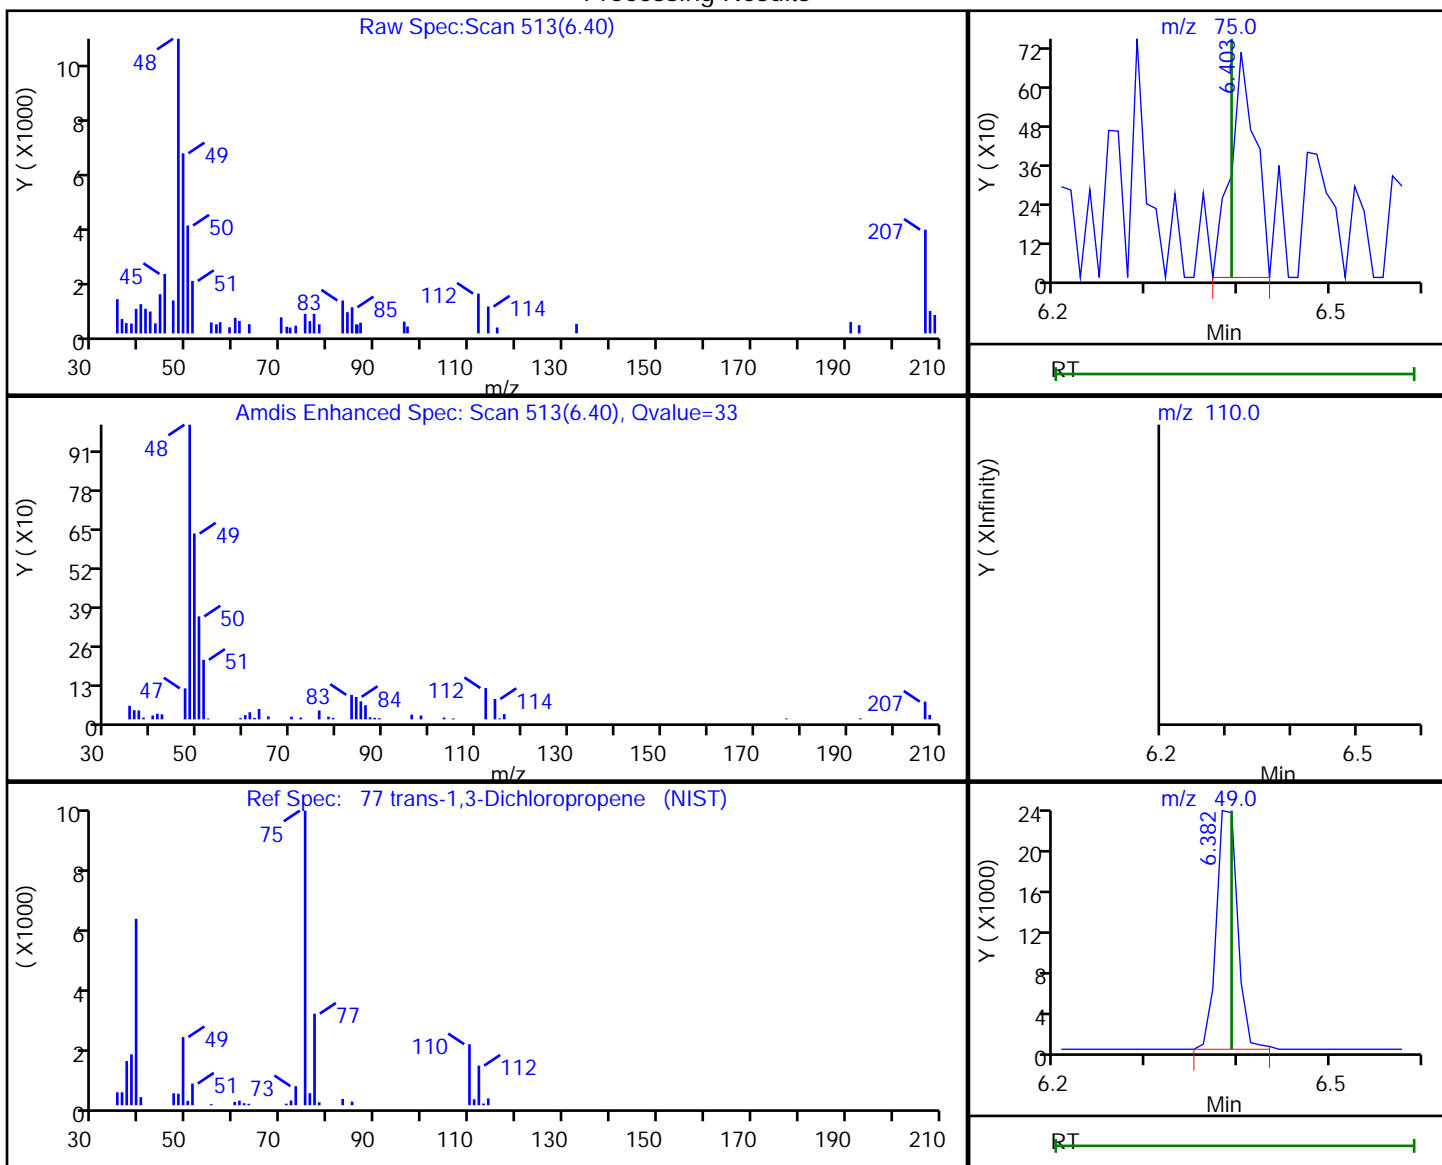 Processing Results
Raw Spec:Scan 513(6.40)
Y ( X1000)
10
8
6
4
2
0
48
49
50
45
51
83
85
112
114
207
30 50 70 90 110 130 150 170 190 210
m/z
m/z 75.0
Y ( X10)
72
60
48
36
24
12
0
6.403
6.2 6.5
Min
RT
Amdis Enhanced Spec: Scan 513(6.40), Qvalue=33
Y ( X10)
91
78
65
52
39
26
13
0
48
49
50
51
47
83
84
112
114
207
30 50 70 90 110 130 150 170 190 210
m/z
m/z 110.0
Y ( XInfinity)
6.2 6.5
Min
Ref Spec: 77 trans-1,3-Dichloropropene (NIST)
( X1000)
10
8
6
4
2
0
75
77
49
51
73
110
112
30 50 70 90 110 130 150 170 190 210
m/z 49.0
Y ( X1000)
24
20
16
12
8
4
0
6.382
6.2 6.5
Min
RT